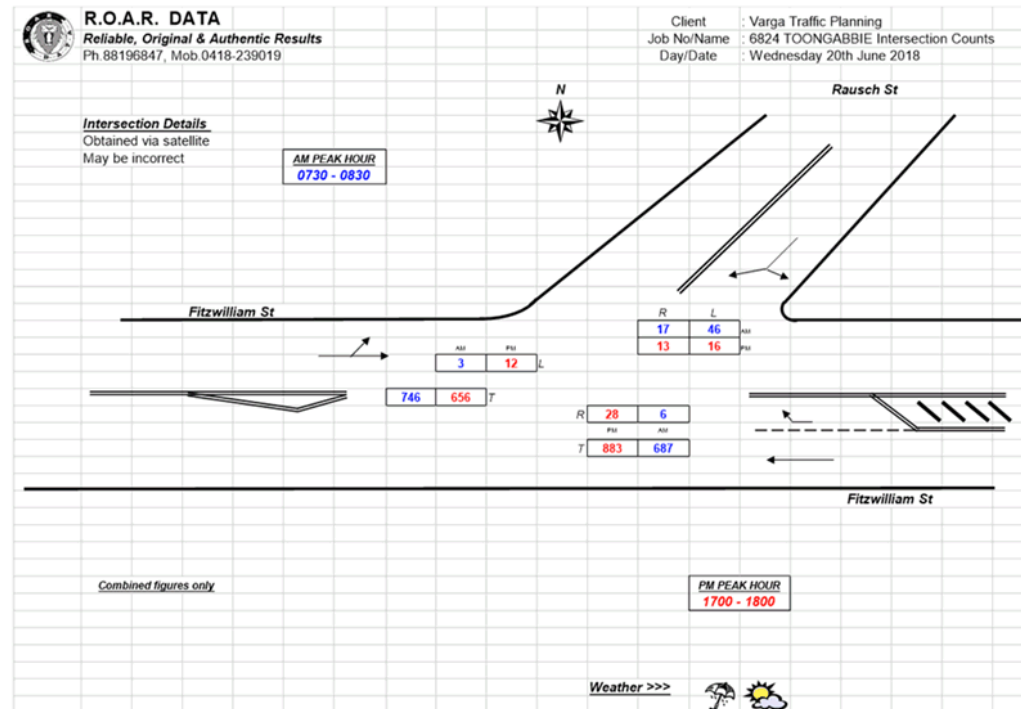 R.O.A.R. DATA
Reliable, Original & Authentic Results
Ph.88196847, Mob.0418-239019
Client : Varga Traffic Planning
Job No/Name : 6824 TOONGABBIE Intersection Counts
Day/Date : Wednesday 20th June 2018
N
Rausch St
Intersection Details
Obtained via satellite
May be incorrect
AM PEAK HOUR
0730 - 0830
Fitzwilliam St
R L
17 46 AM
13 16 PM
AM PM
3 12 L
746 656 T
R 28 6
PM AM
T 883 687
Fitzwilliam St
Combined figures only
PM PEAK HOUR
1700 - 1800
Weather >>>